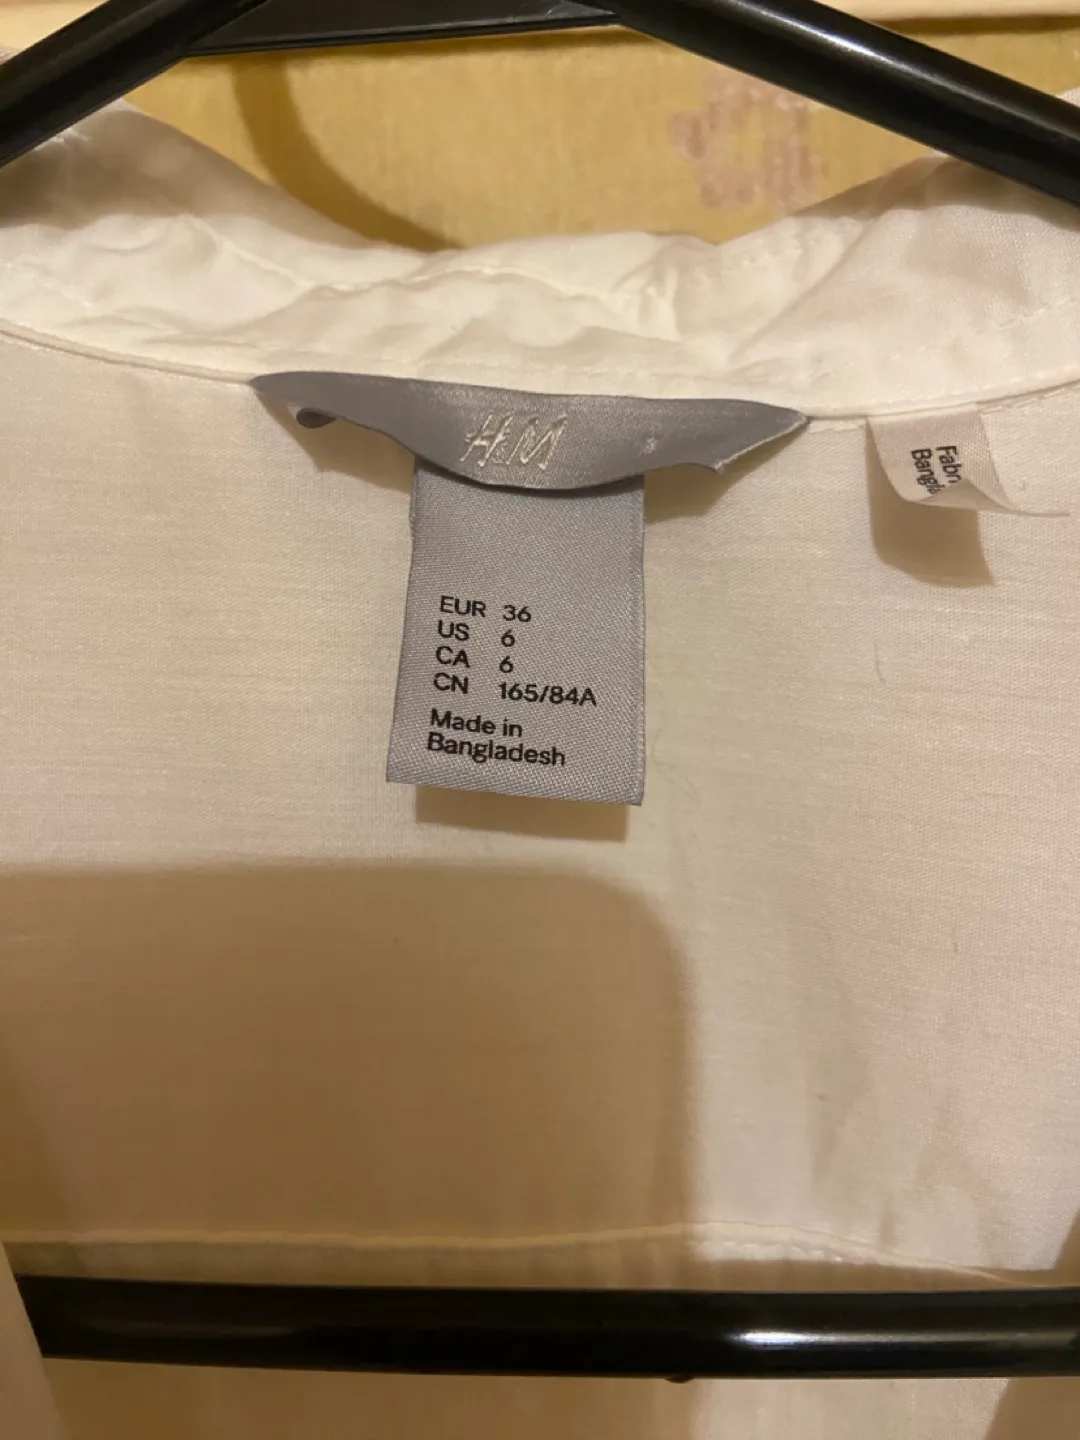 H&M
EUR 36
US 6
CA 6
CN 165/84A
Made in
Bangladesh